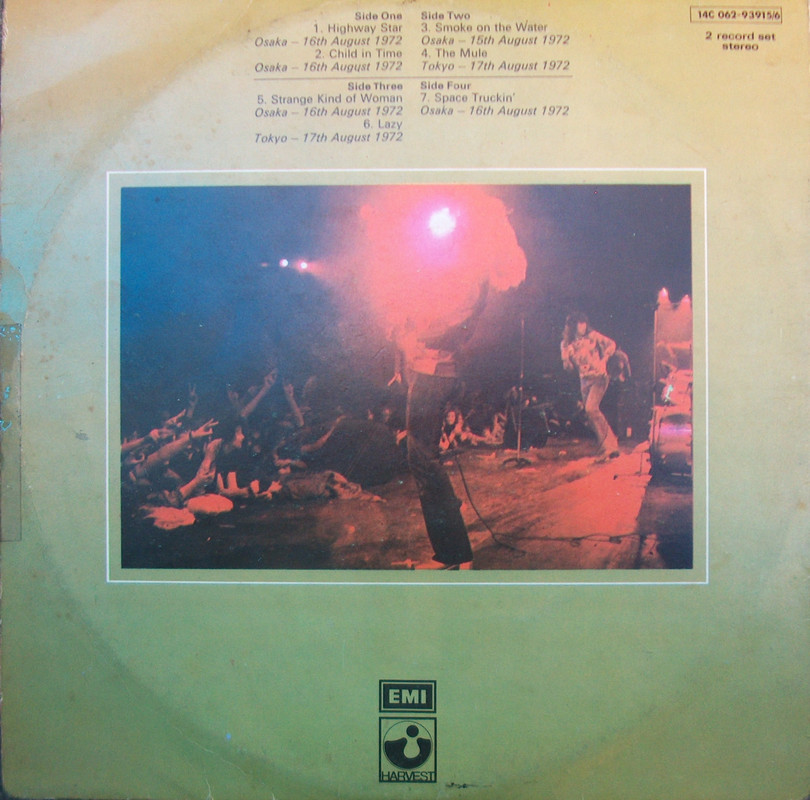 Side One
1. Highway Star
Osaka – 16th August 1972
2. Child in Time
Osaka – 16th August 1972
Side Two
3. Smoke on the Water
Osaka – 15th August 1972
4. The Mule
Tokyo – 17th August 1972
Side Three
5. Strange Kind of Woman
Osaka – 16th August 1972
6. Lazy
Tokyo – 17th August 1972
Side Four
7. Space Truckin'
Osaka – 16th August 1972
14C 062-93915/6
2 record set
stereo
EMI
HARVEST